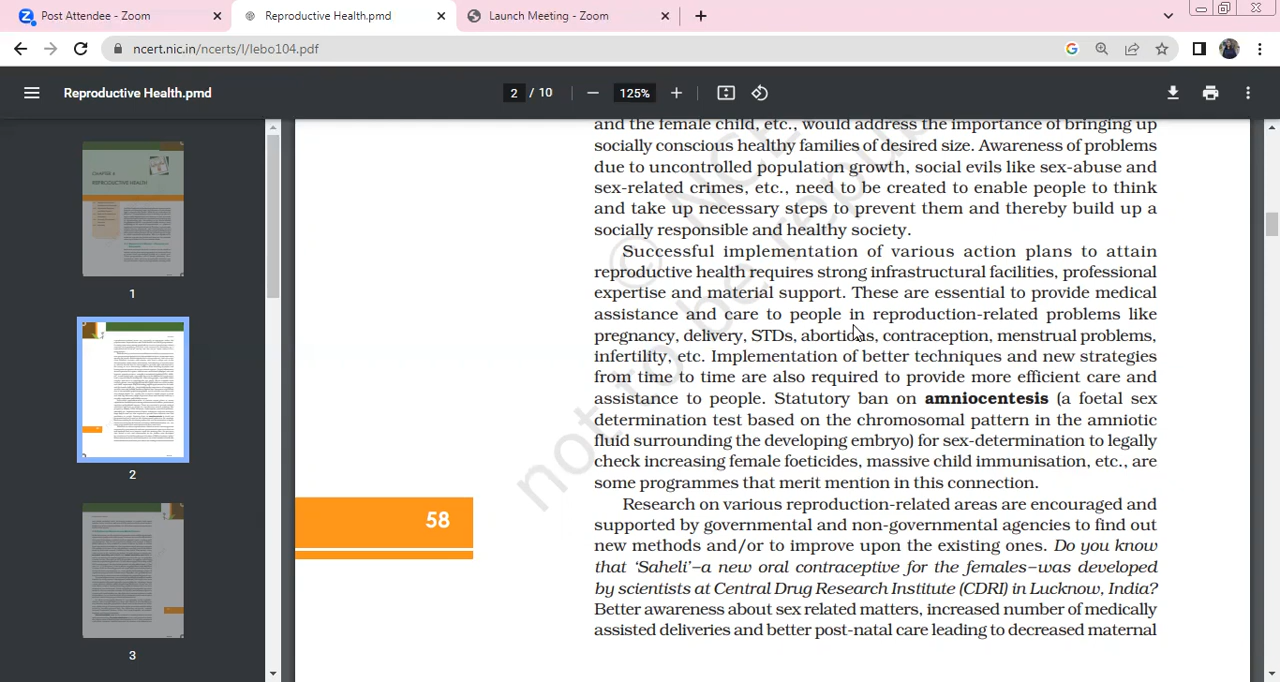 Post Attendee - Zoom
Reproductive Health.pmd
Launch Meeting - Zoom
ncert.nic.in/ncerts/l/lebo104.pdf
Reproductive Health.pmd
2 / 10
125%
REPRODUCTIVE HEALTH
1
2
3
and the female child, etc., would address the importance of bringing up
socially conscious healthy families of desired size. Awareness of problems
due to uncontrolled population growth, social evils like sex-abuse and
sex-related crimes, etc., need to be created to enable people to think
and take up necessary steps to prevent them and thereby build up a
socially responsible and healthy society.
Successful implementation of various action plans to attain
reproductive health requires strong infrastructural facilities, professional
expertise and material support. These are essential to provide medical
assistance and care to people in reproduction-related problems like
pregnancy, delivery, STDs, abortions, contraception, menstrual problems,
infertility, etc. Implementation of better techniques and new strategies
from time to time are also required to provide more efficient care and
assistance to people. Statutory ban on amniocentesis (a foetal sex
determination test based on the chromosomal pattern in the amniotic
fluid surrounding the developing embryo) for sex-determination to legally
check increasing female foeticides, massive child immunisation, etc., are
some programmes that merit mention in this connection.
58
Research on various reproduction-related areas are encouraged and
supported by governmental and non-governmental agencies to find out
new methods and/or to improve upon the existing ones. Do you know
that ‘Saheli’–a new oral contraceptive for the females–was developed
by scientists at Central Drug Research Institute (CDRI) in Lucknow, India?
Better awareness about sex related matters, increased number of medically
assisted deliveries and better post-natal care leading to decreased maternal